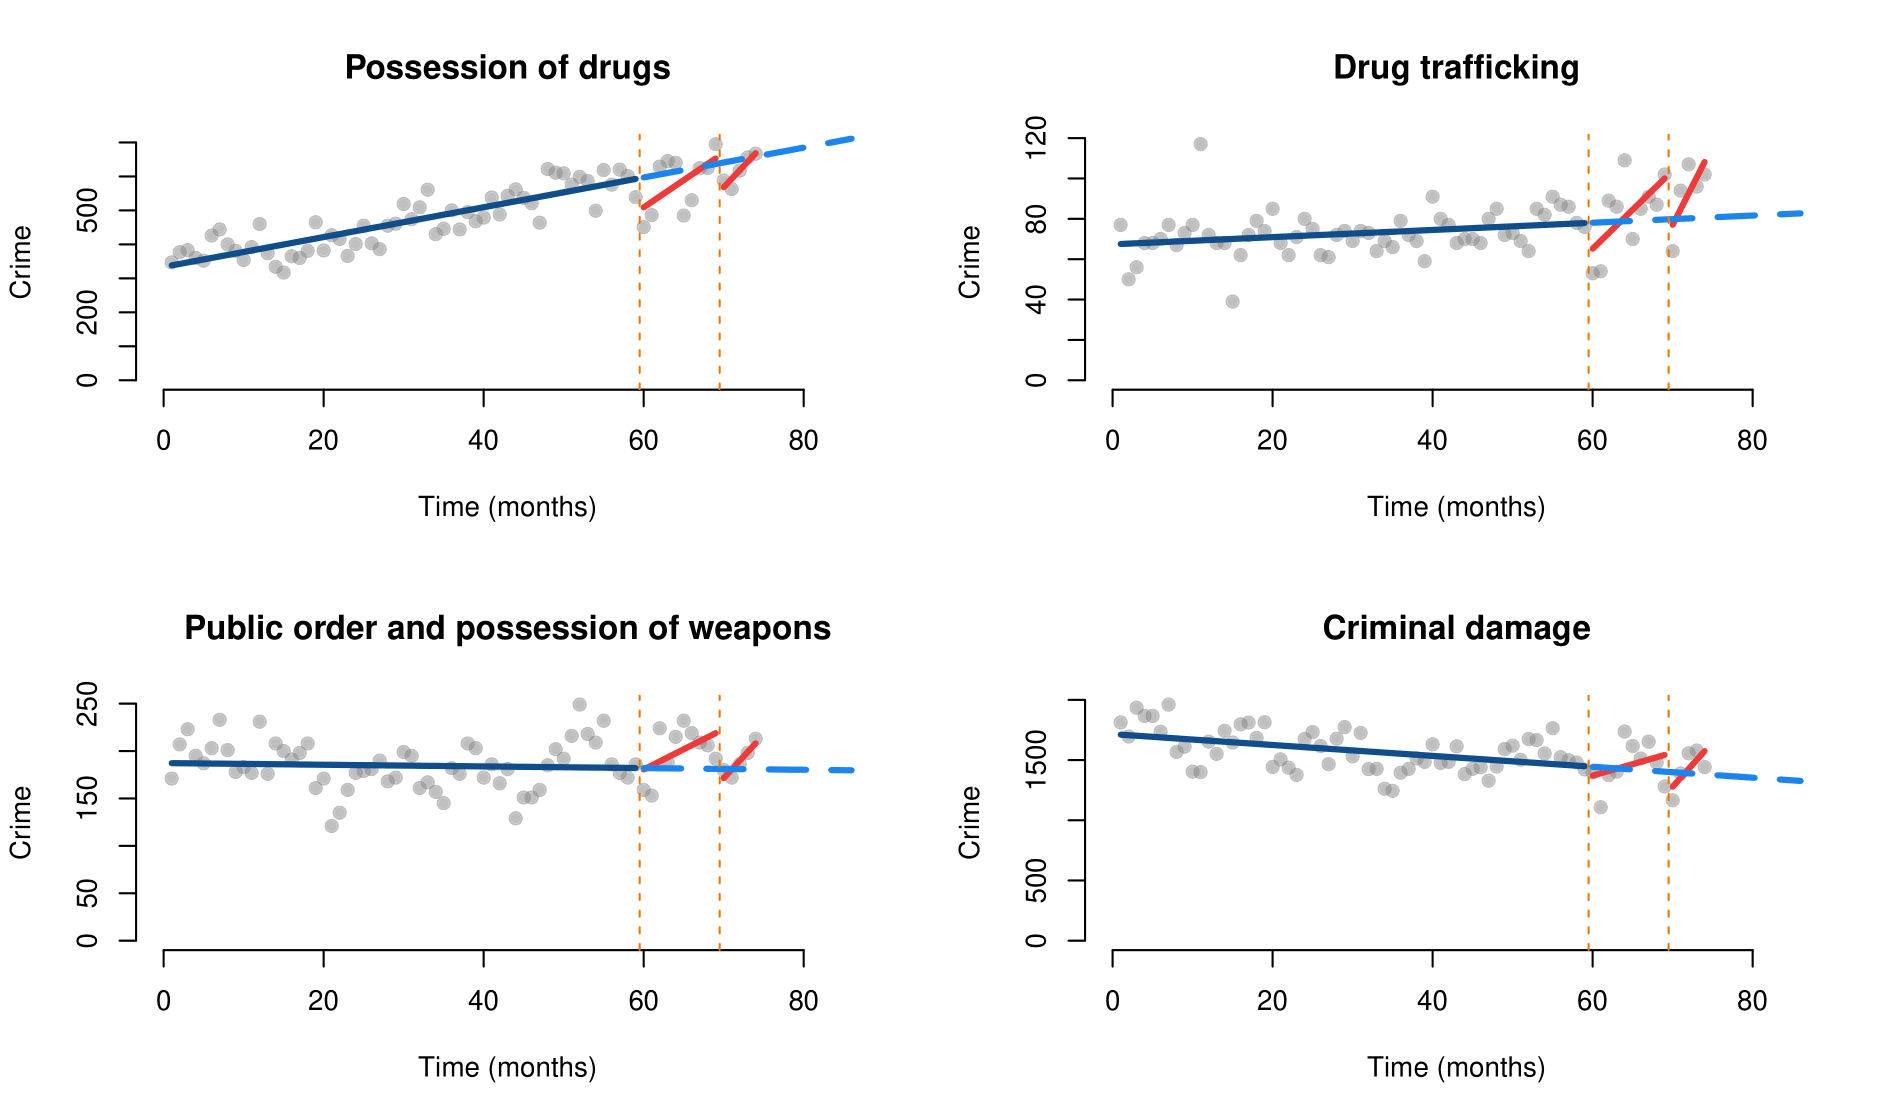 Possession of drugs
Crime
0
200
500
0 20 40 60 80
Time (months)
Drug trafficking
Crime
0
40
80
120
0 20 40 60 80
Time (months)
Public order and possession of weapons
Crime
0
50
150
250
0 20 40 60 80
Time (months)
Criminal damage
Crime
0
500
1500
0 20 40 60 80
Time (months)